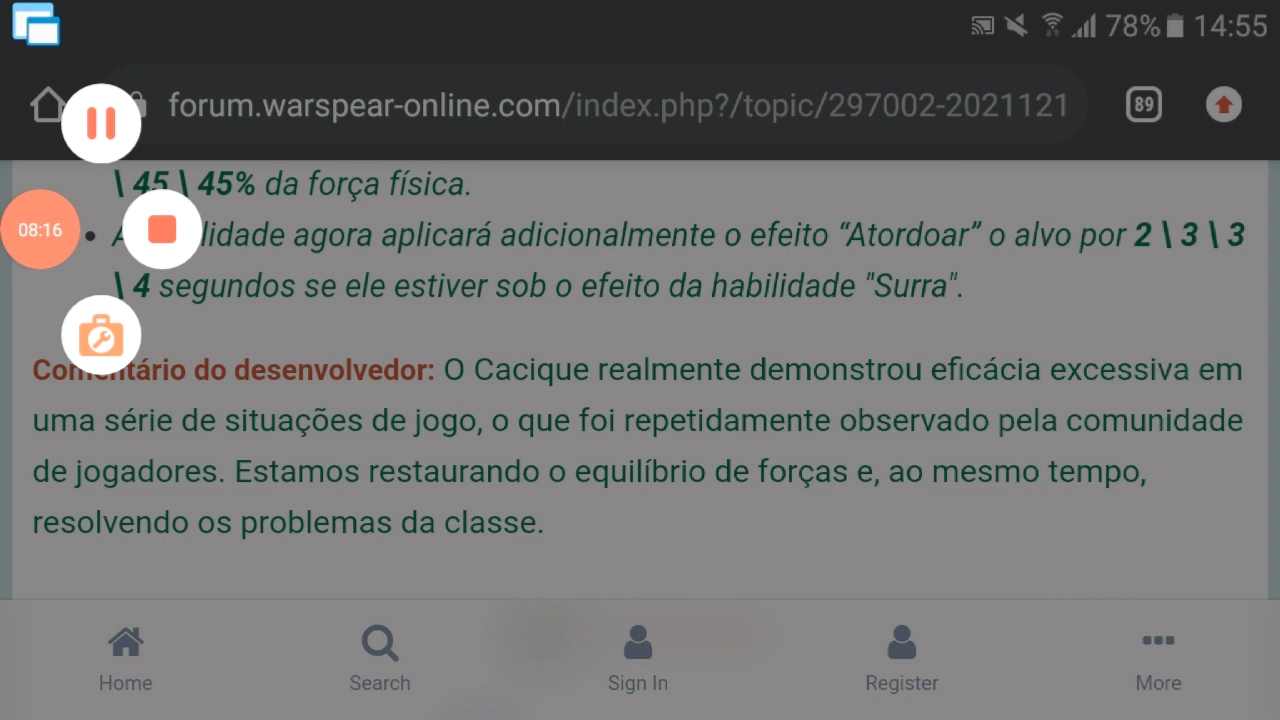 78% 14:55
forum.warspear-online.com/index.php?/topic/297002-2021121
89
\ 45 \ 45% da força física.
08:16
lidade agora aplicará adicionalmente o efeito “Atordoar” o alvo por 2 \ 3 \ 3
\ 4 segundos se ele estiver sob o efeito da habilidade "Surra".
Comentário do desenvolvedor: O Cacique realmente demonstrou eficácia excessiva em
uma série de situações de jogo, o que foi repetidamente observado pela comunidade
de jogadores. Estamos restaurando o equilíbrio de forças e, ao mesmo tempo,
resolvendo os problemas da classe.
Home Search Sign In Register More